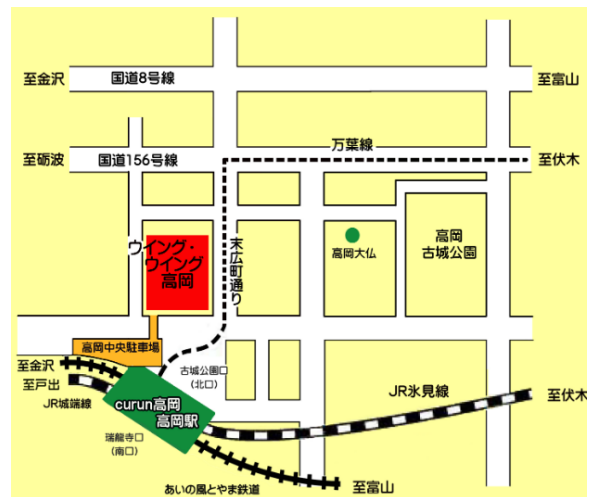 至金沢
国道8号線
至富山
万葉線
至砺波
国道156号線
至伏木
末広町通り
高岡
古城公園
ウイング・
ウイング
高岡
高岡大仏
高岡中央駐車場
至金沢
古城公園口
(北口)
至戸出
JR氷見線
至伏木
JR城端線
curun高岡
高岡駅
瑞龍寺口
(南口)
あいの風とやま鉄道
至富山